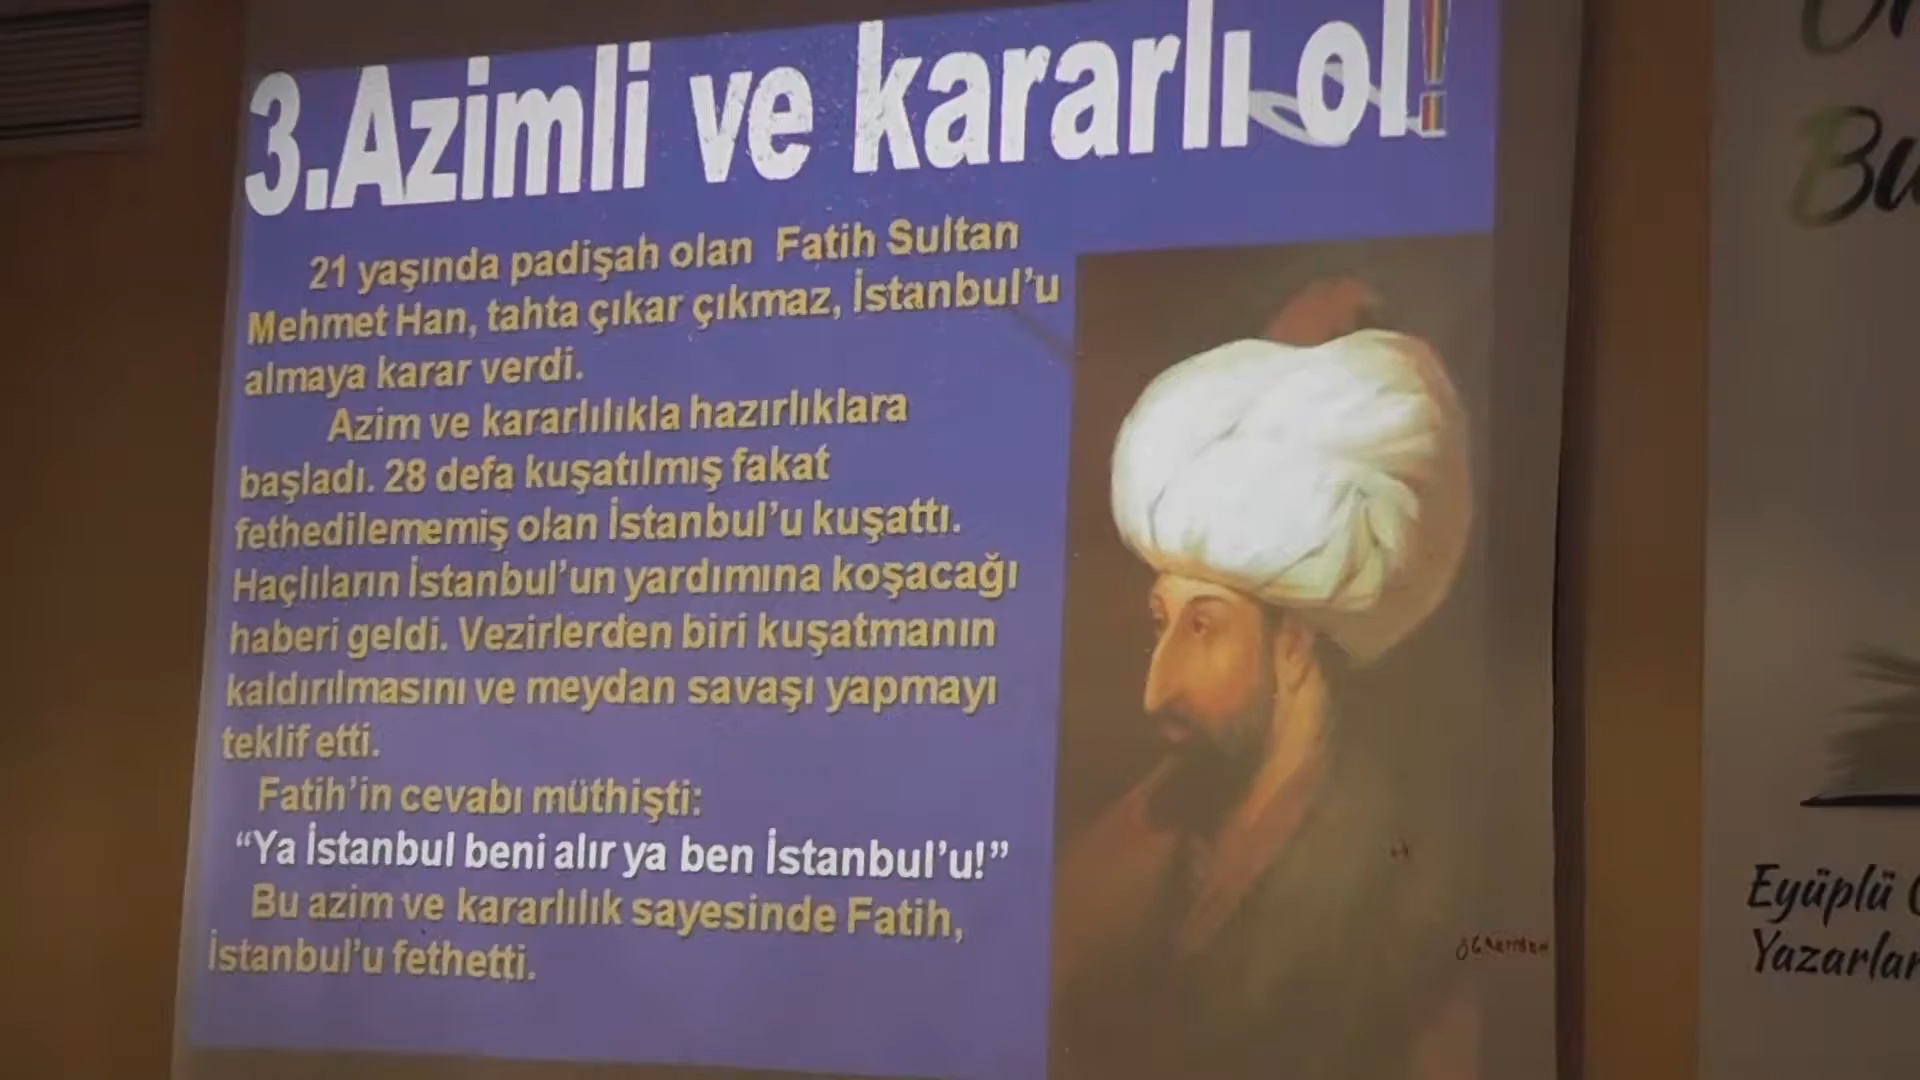 3.Azimli ve kararlı ol!
21 yaşında padişah olan Fatih Sultan
Mehmet Han, tahta çıkar çıkmaz, İstanbul’u
almaya karar verdi.
Azim ve kararlılıkla hazırlıklara
başladı. 28 defa kuşatılmış fakat
fethedilememiş olan İstanbul’u kuşattı.
Haçlıların İstanbul’un yardımına koşacağı
haberi geldi. Vezirlerden biri kuşatmanın
kaldırılmasını ve meydan savaşı yapmayı
teklif etti.
Fatih’in cevabı müthişti:
“Ya İstanbul beni alır ya ben İstanbul’u!”
Bu azim ve kararlılık sayesinde Fatih,
İstanbul’u fethetti.
Eyüplü
Yazarlar